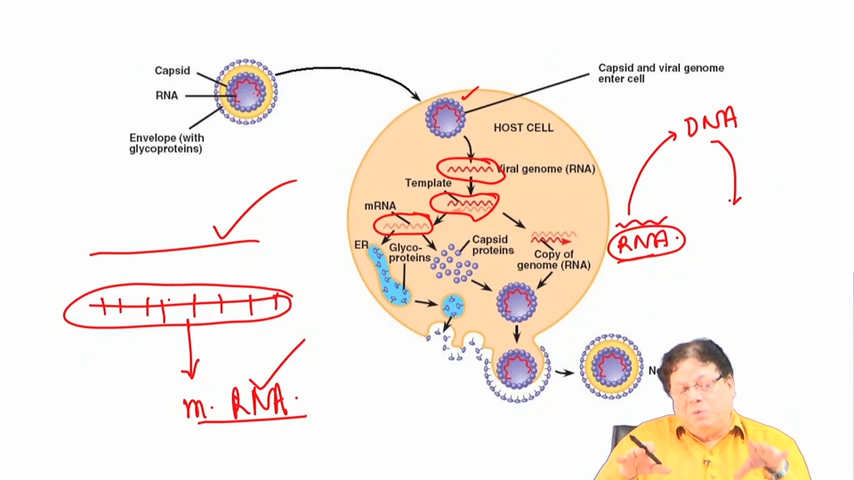 Capsid
RNA
Envelope (with
glycoproteins)
Capsid and viral genome
enter cell
HOST CELL
Viral genome (RNA)
Template
mRNA
ER
Glyco-
proteins
Capsid
proteins
Copy of
genome (RNA)
DNA
RNA.
m. RNA.